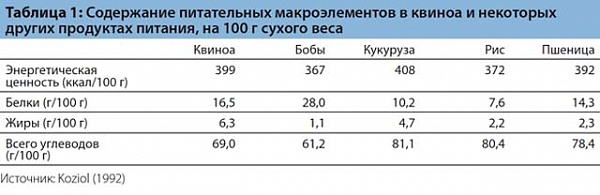 Таблица 1: Содержание питательных макроэлементов в квиноа и некоторых
других продуктах питания, на 100 г сухого веса
Квиноа Бобы Кукуруза Рис Пшеница
Энергетическая
ценность (ккал/100 г) 399 367 408 372 392
Белки (г/100 г) 16,5 28,0 10,2 7,6 14,3
Жиры (г/100 г) 6,3 1,1 4,7 2,2 2,3
Всего углеводов 69,0 61,2 81,1 80,4 78,4
(г/100 г)
Источник: Koziol (1992)